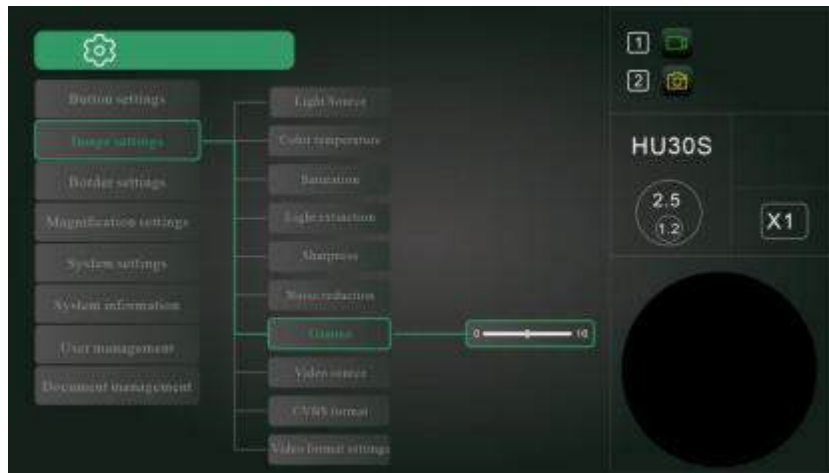 Button settings
Image settings
Border settings
Magnification settings
System settings
System information
User management
Document management
Light Source
Color temperature
Saturation
Light extinction
Sharpness
Noise reduction
Gamma
Video source
CVBS format
Video format settings
0 10
1
2
HU30S
2.5
1.2
X1